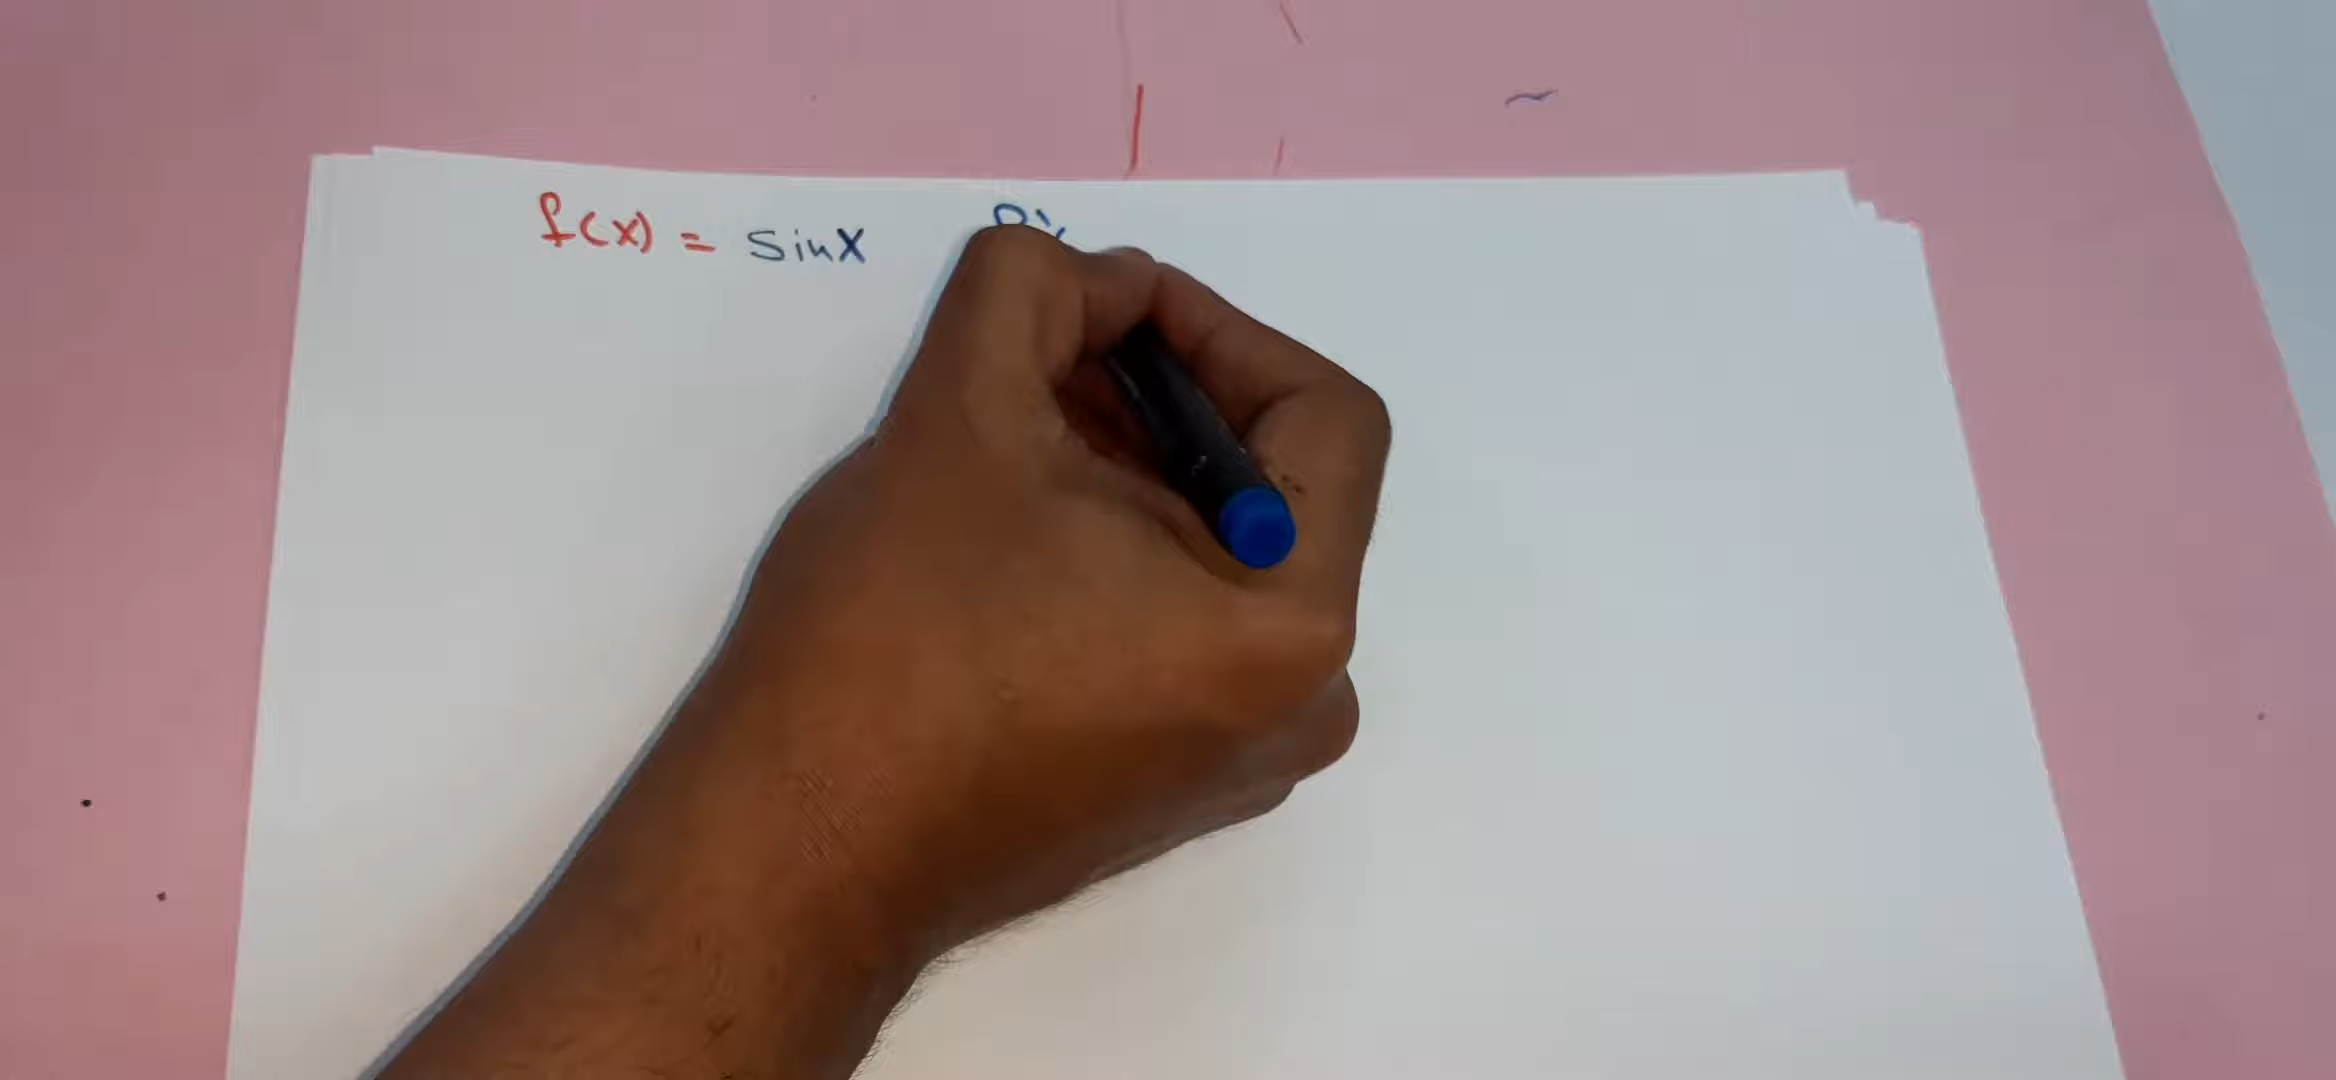 f(x) = sinx